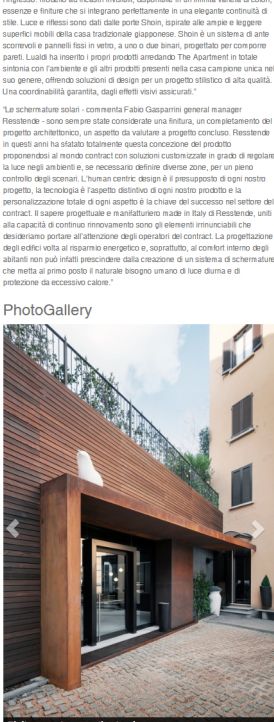 essenze e finiture che si integrano perfettamente in una elegante continuità di
stile. Luce e riflessi sono dati dalle porte Shoin, ispirate alle ampie e leggere
superfici mobili della casa tradizionale giapponese. Shoin è un sistema di ante
scorrevoli e pannelli fissi in vetro, a uno o due binari, progettato per comporre
pareti. Lualdi ha inserito i propri prodotti arredando The Apartment in totale
sintonia con l'ambiente e gli altri prodotti presenti nella casa campione unica nel
suo genere, offrendo soluzioni di design per un progetto stilistico di alta qualità.
Una coordinabilità garantita, dagli effetti visivi assicurati."
"Le schermature solari - commenta Fabio Gasparrini general manager
Resstende - sono sempre state considerate una finitura, un completamento del
progetto architettonico, un aspetto da valutare a progetto concluso. Resstende
in questi anni ha sfatato totalmente questa concezione del prodotto
proponendosi al mondo contract con soluzioni customizzate in grado di regolare
la luce negli ambienti e, se necessario definire diverse zone, per un pieno
controllo degli scenari. L'human centric design è il presupposto di ogni nostro
progetto, la tecnologia è l'aspetto distintivo di ogni nostro prodotto e la
personalizzazione totale di ogni aspetto è la chiave del successo nel settore del
contract. Il sapere progettuale e manifatturiero made in Italy di Resstende, uniti
alla capacità di continuo rinnovamento sono gli elementi irrinunciabili che
desideriamo portare all'attenzione degli operatori del contract. La progettazione
degli edifici volta al risparmio energetico e, soprattutto, al comfort interno degli
abitanti non può infatti prescindere dalla creazione di un sistema di schermature
che metta al primo posto il naturale bisogno umano di luce diurna e di
protezione da eccessivo calore."
PhotoGallery